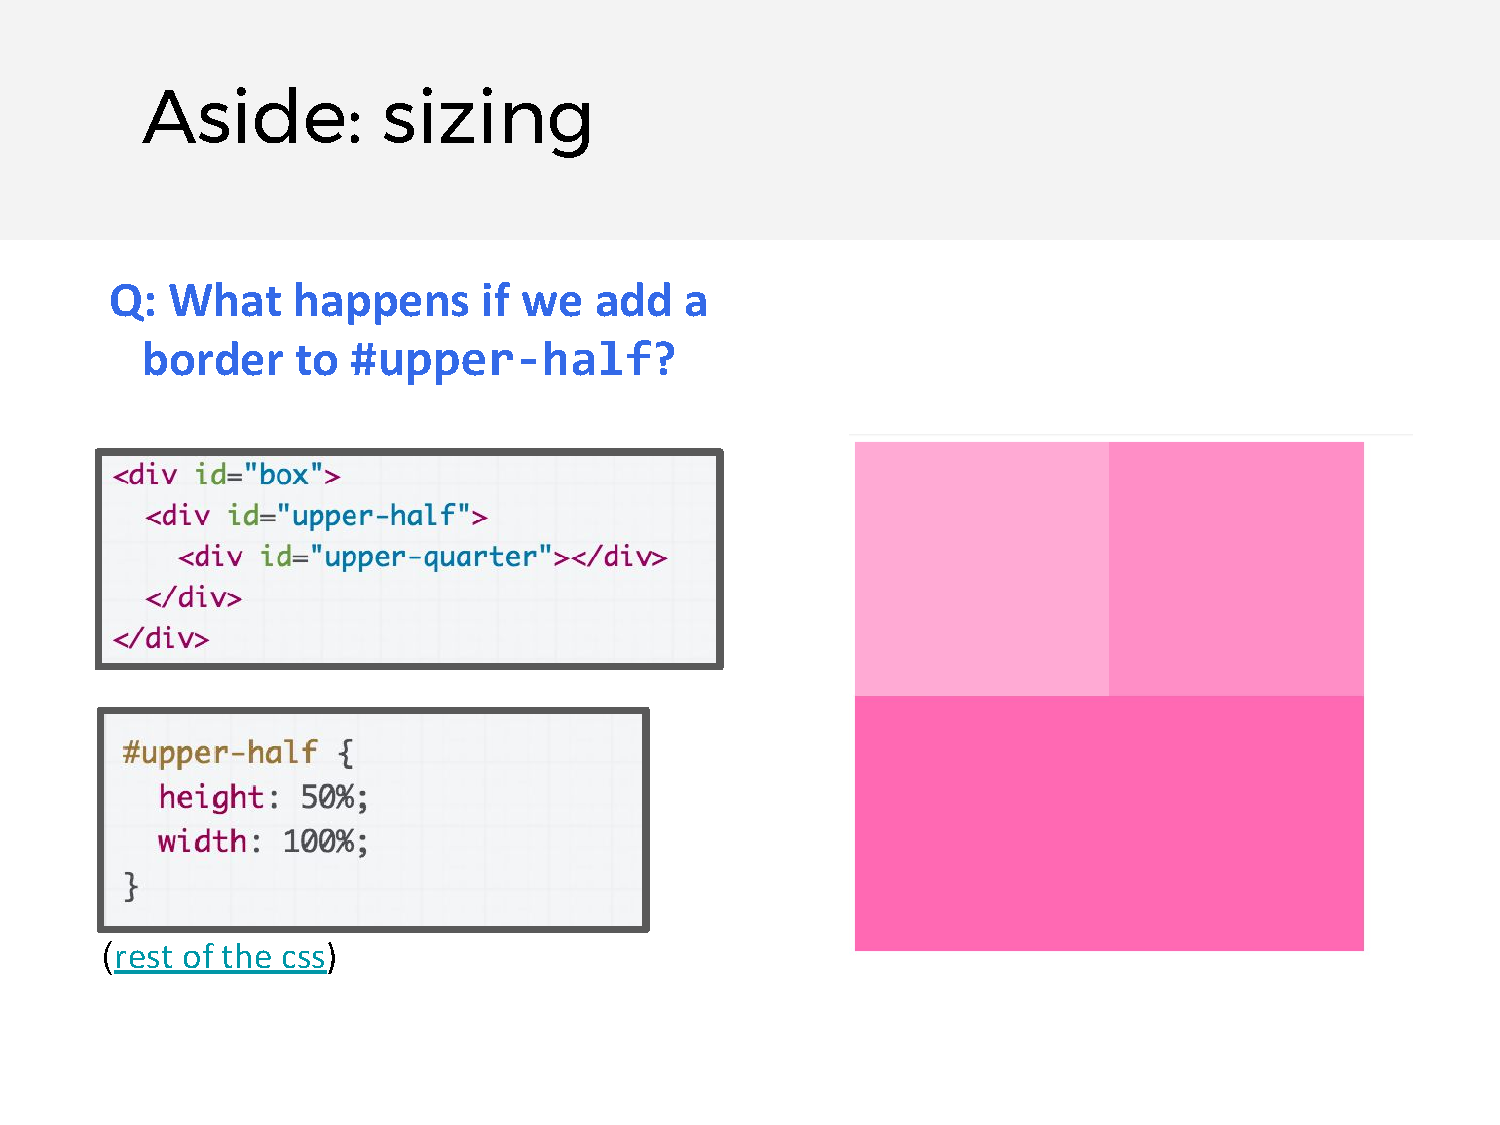 Aside: sizing
Q: What happens if we add a
border to #upper-half?
<div id="box">
  <div id="upper-half">
    <div id="upper-quarter"></div>
  </div>
</div>
#upper-half {
  height: 50%;
  width: 100%;
}
(rest of the css)